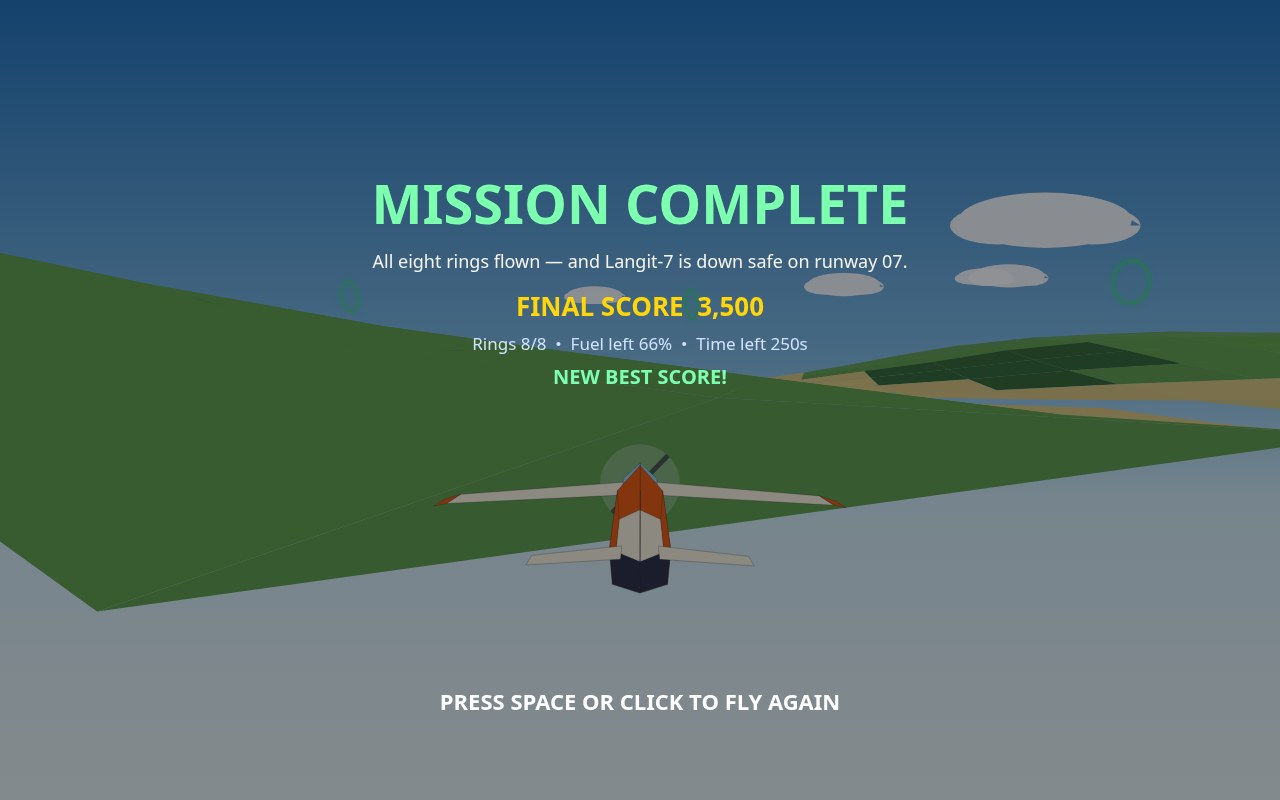 MISSION COMPLETE
All eight rings flown — and Langit-7 is down safe on runway 07.
FINAL SCORE 3,500
Rings 8/8 • Fuel left 66% • Time left 250s
NEW BEST SCORE!
PRESS SPACE OR CLICK TO FLY AGAIN